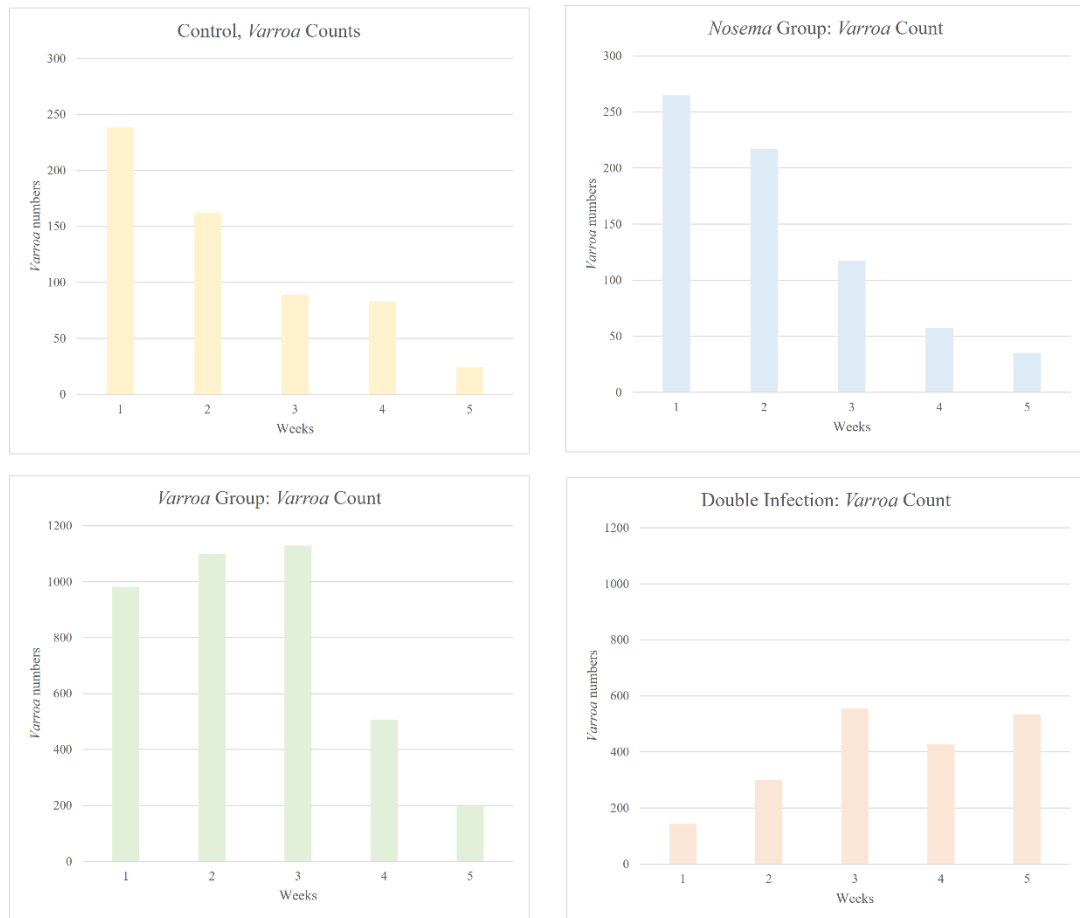 Control, Varroa Counts
300
250
200
150
100
50
0
Varroa numbers
1 2 3 4 5
Weeks
Nosema Group: Varroa Count
300
250
200
150
100
50
0
Varroa numbers
1 2 3 4 5
Weeks
Varroa Group: Varroa Count
1200
1000
800
600
400
200
0
Varroa numbers
1 2 3 4 5
Weeks
Double Infection: Varroa Count
1200
1000
800
600
400
200
0
Varroa numbers
1 2 3 4 5
Weeks